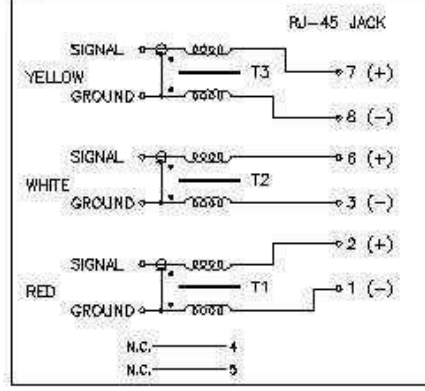 RJ-45 JACK
SIGNAL
YELLOW
T3
7 (+)
GROUND
8 (-)
SIGNAL
6 (+)
WHITE
T2
GROUND
3 (-)
2 (+)
SIGNAL
RED
T1
1 (-)
GROUND
N.C. 4
N.C. 5